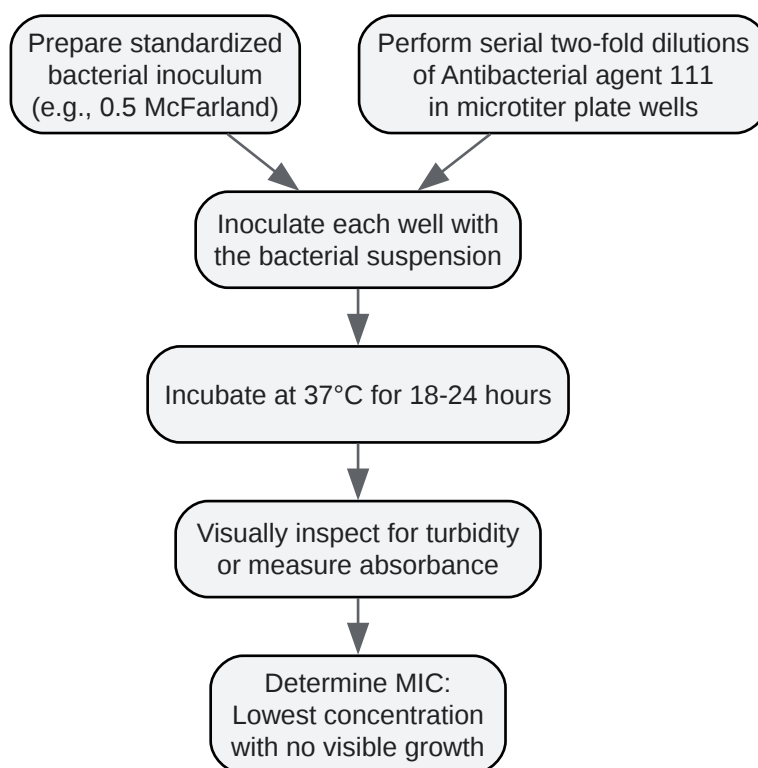 Prepare standardized
bacterial inoculum
(e.g., 0.5 McFarland)
Perform serial two-fold dilutions
of Antibacterial agent 111
in microtiter plate wells
Inoculate each well with
the bacterial suspension
Incubate at 37°C for 18-24 hours
Visually inspect for turbidity
or measure absorbance
Determine MIC:
Lowest concentration
with no visible growth